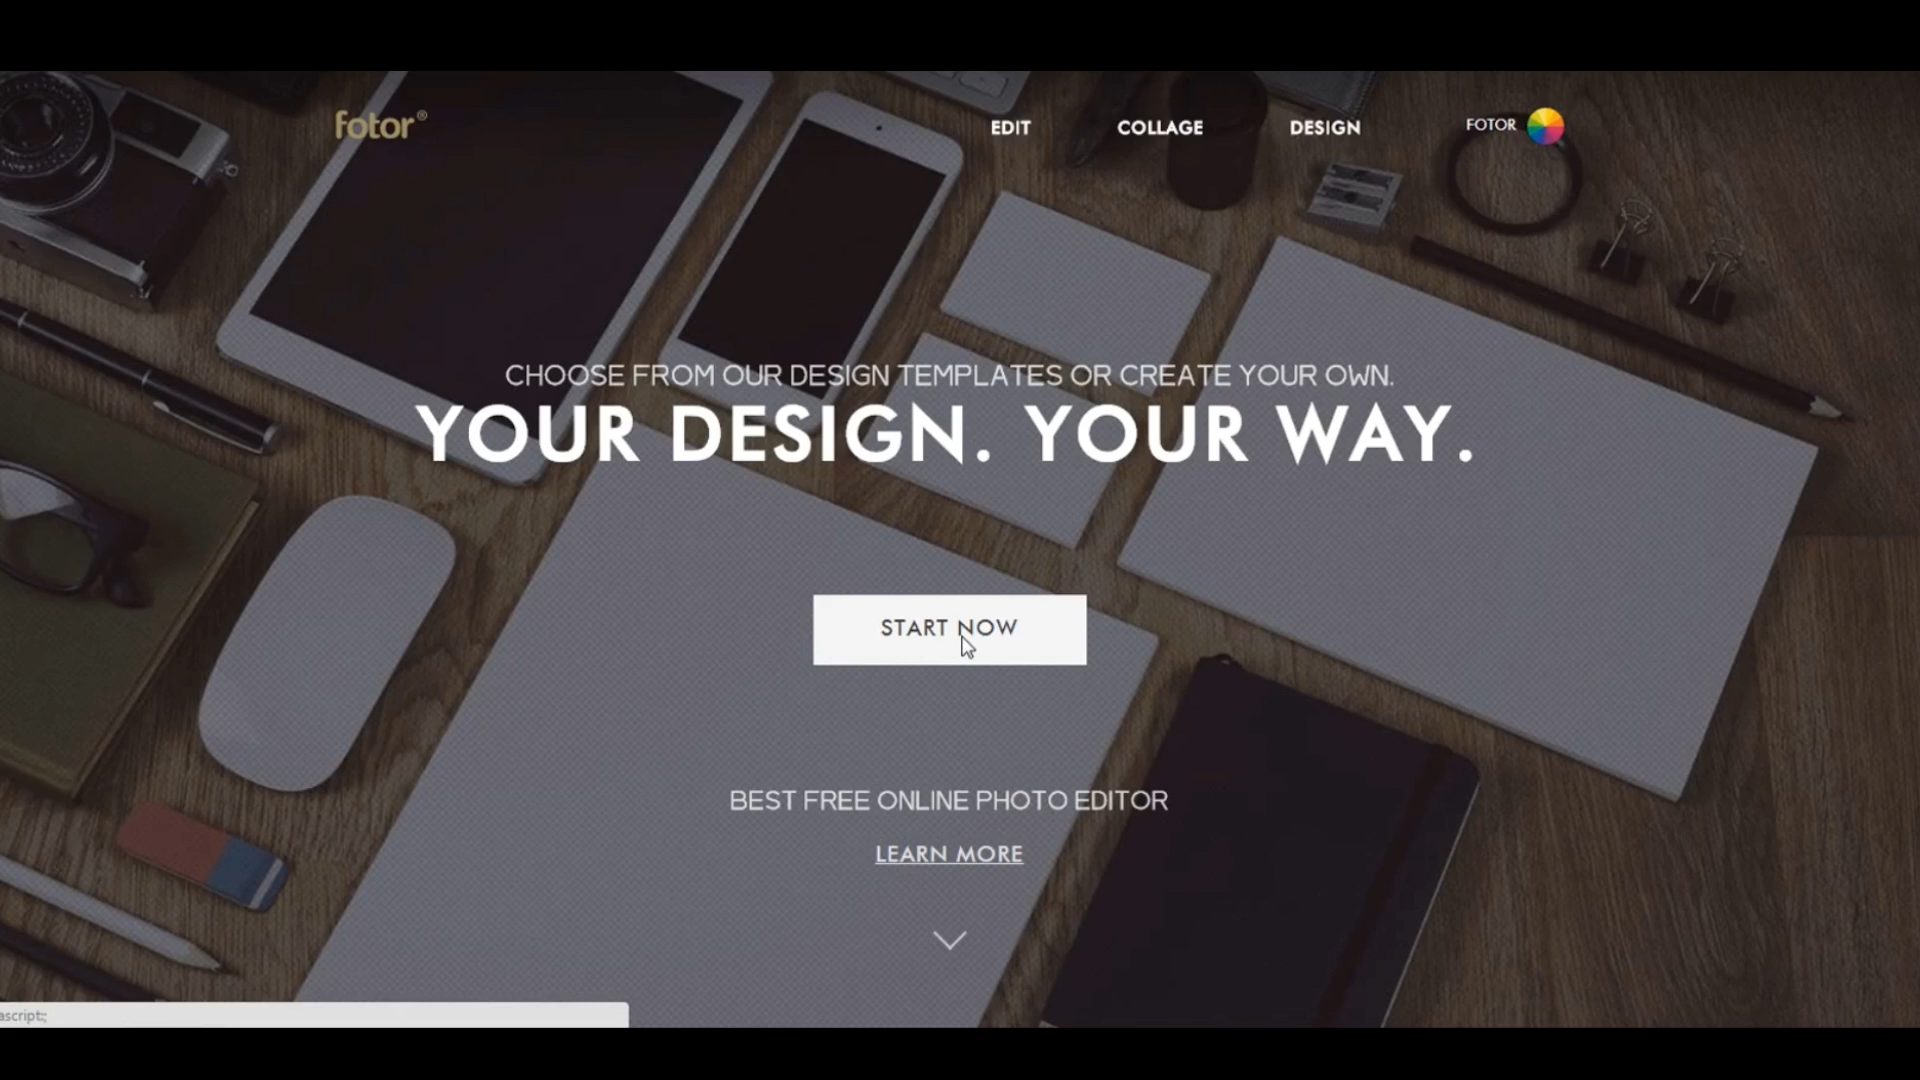 fotor®
EDIT COLLAGE DESIGN FOTOR
CHOOSE FROM OUR DESIGN TEMPLATES OR CREATE YOUR OWN.
YOUR DESIGN. YOUR WAY.
START NOW
BEST FREE ONLINE PHOTO EDITOR
LEARN MORE
ascript:;